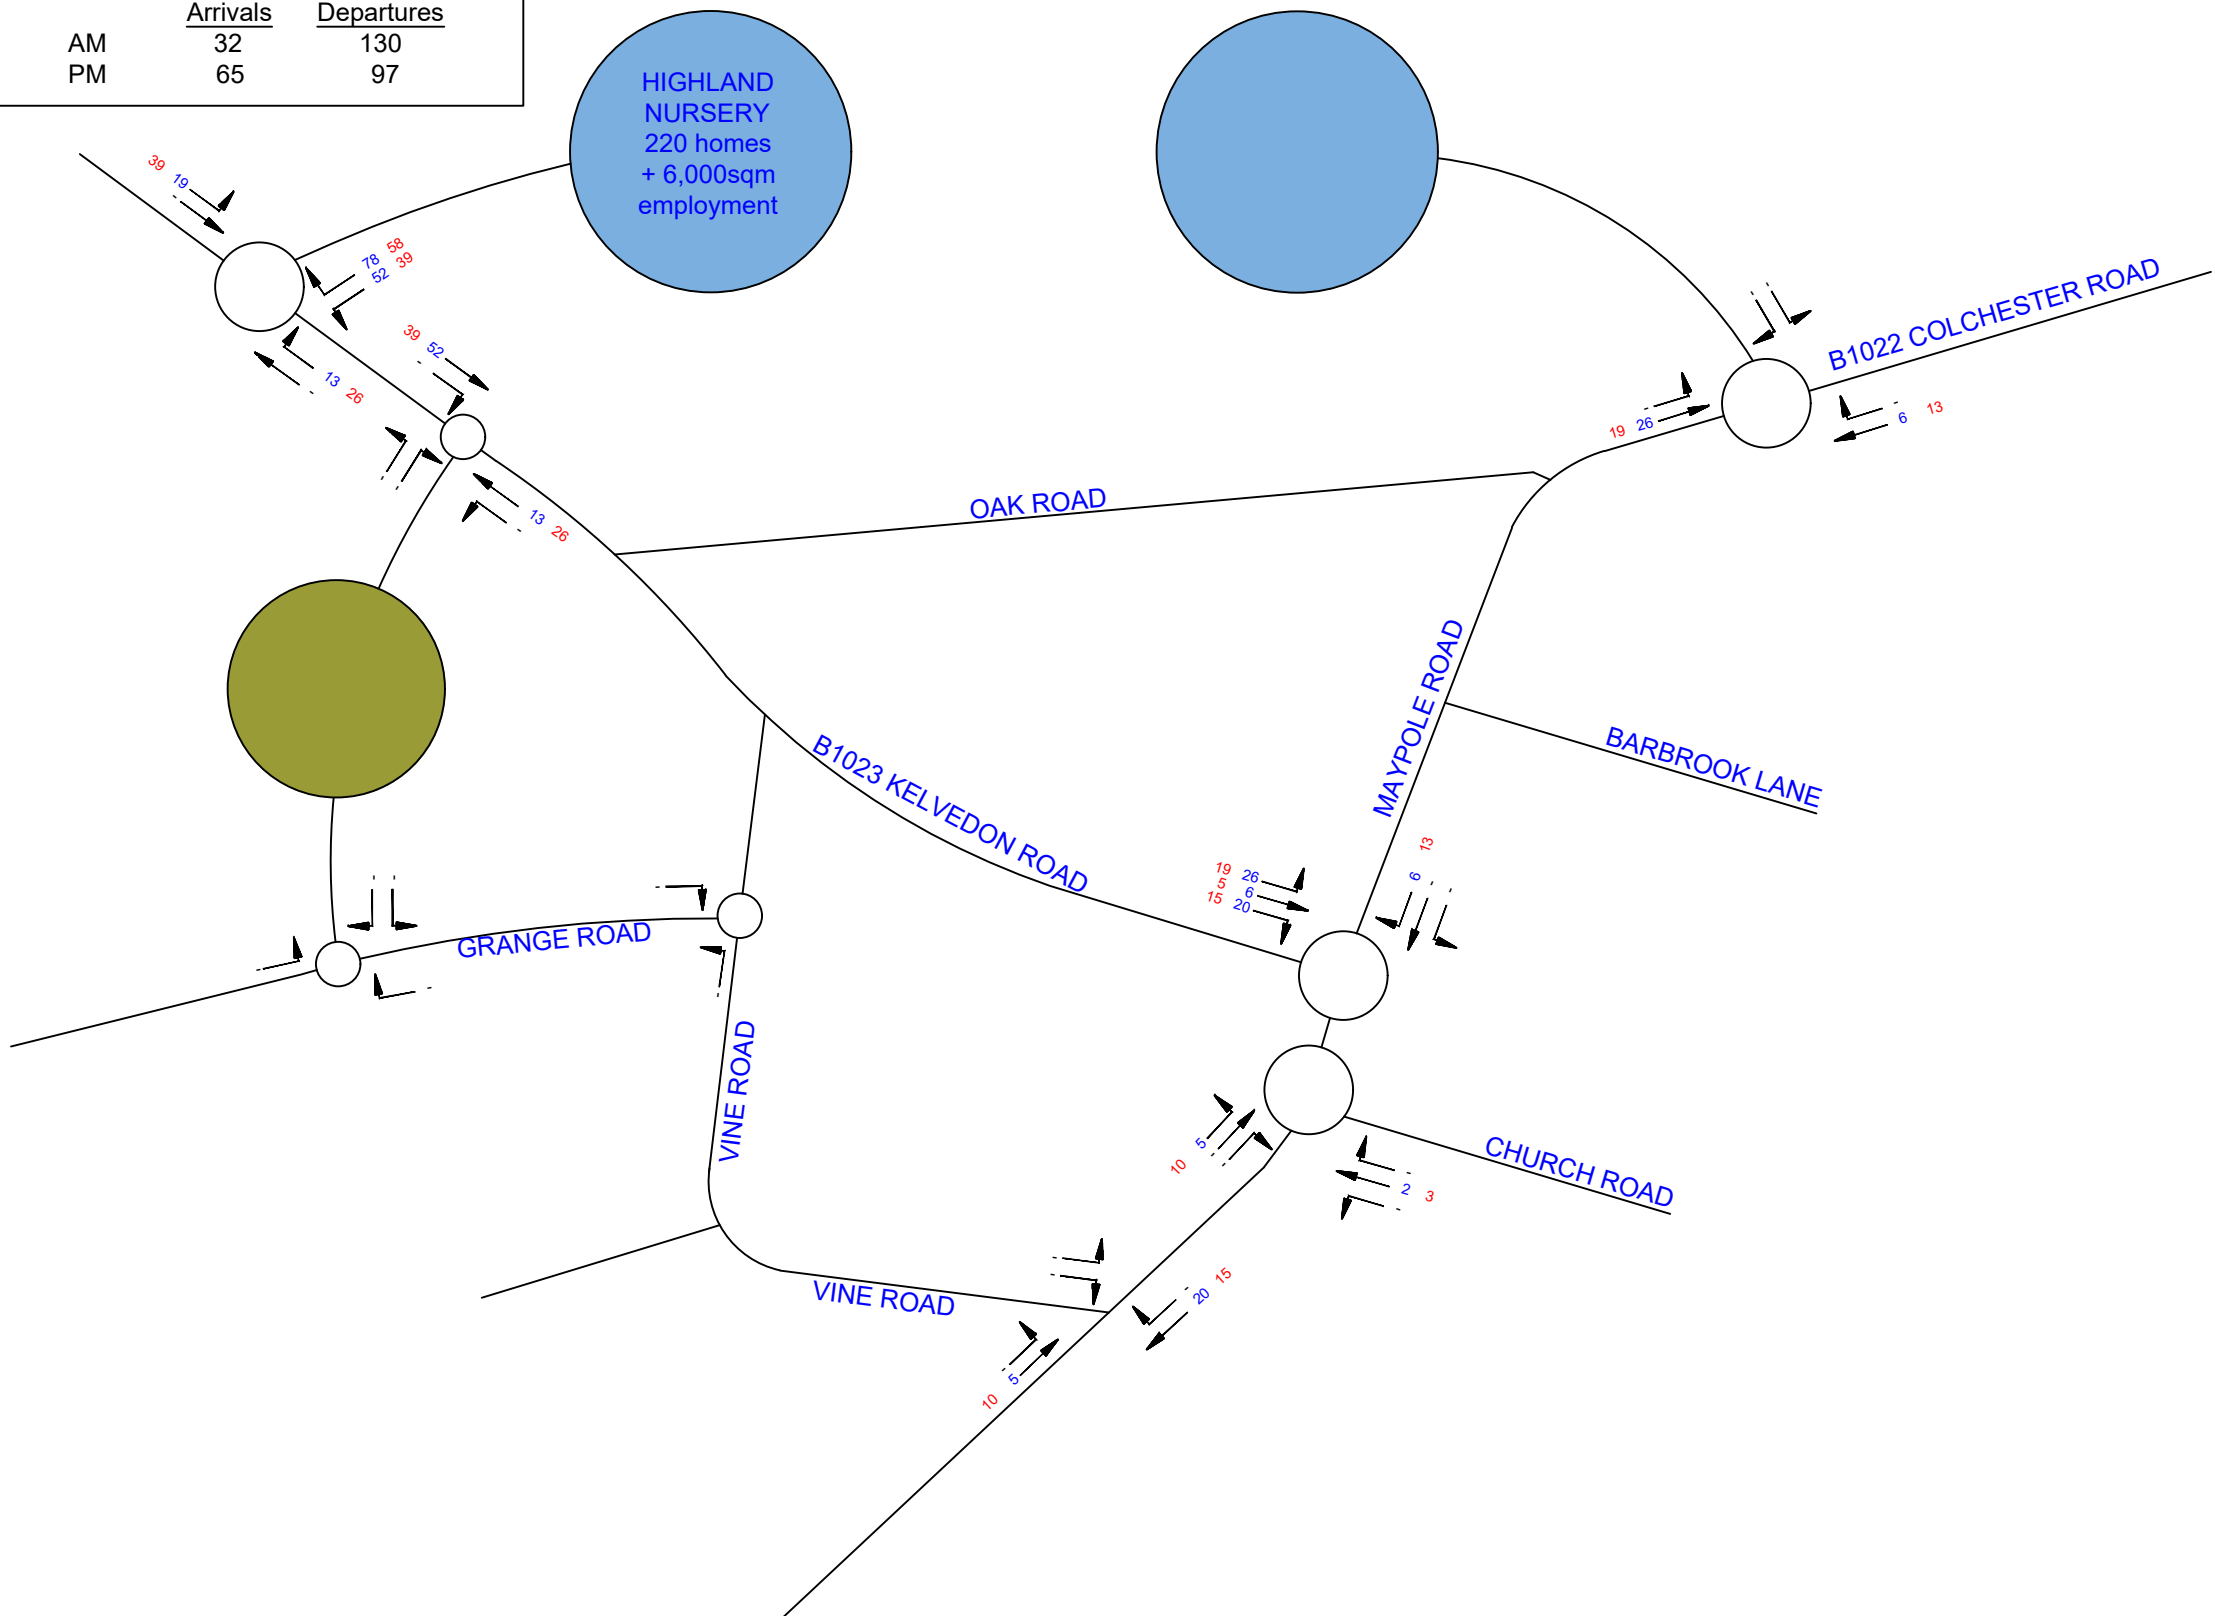 Arrivals Departures
AM 32 130
PM 65 97
HIGHLAND
NURSERY
220 homes
+ 6,000sqm
employment
39 19
-
58
78 39
52
39 52
-
- 13 26
-
- -
13 26
-
B1022 COLCHESTER ROAD
- -
-
19 26
-
6 13
OAK ROAD
MAYPOLE ROAD
BARBROOK LANE
B1023 KELVEDON ROAD
13
6 - -
19 26
5 6
15 20
- -
-
GRANGE ROAD
-
-
-
VINE ROAD
10 5 - -
-
2 3
-
CHURCH ROAD
-
-
VINE ROAD
- 15
20
-
10 5